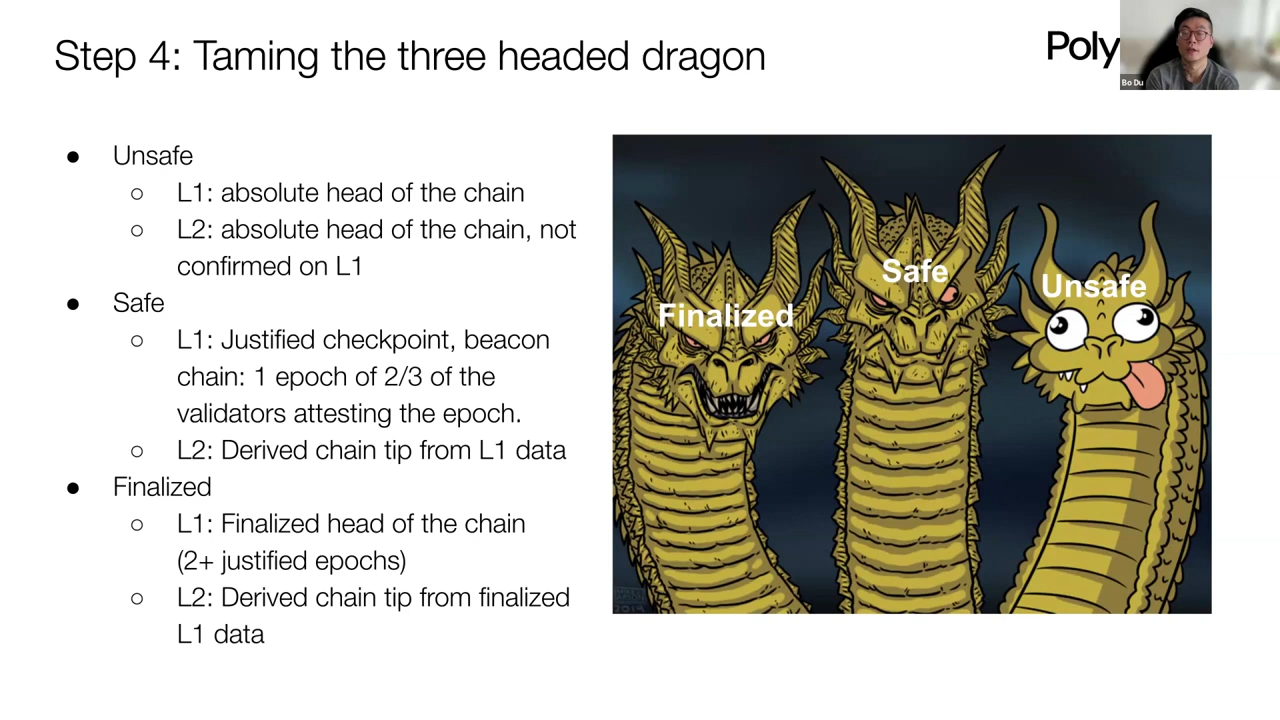 Step 4: Taming the three headed dragon
Poly
Bo Du
● Unsafe
○ L1: absolute head of the chain
○ L2: absolute head of the chain, not
confirmed on L1
● Safe
○ L1: Justified checkpoint, beacon
chain: 1 epoch of 2/3 of the
validators attesting the epoch.
○ L2: Derived chain tip from L1 data
● Finalized
○ L1: Finalized head of the chain
(2+ justified epochs)
○ L2: Derived chain tip from finalized
L1 data
Finalized
Safe
Unsafe
2019